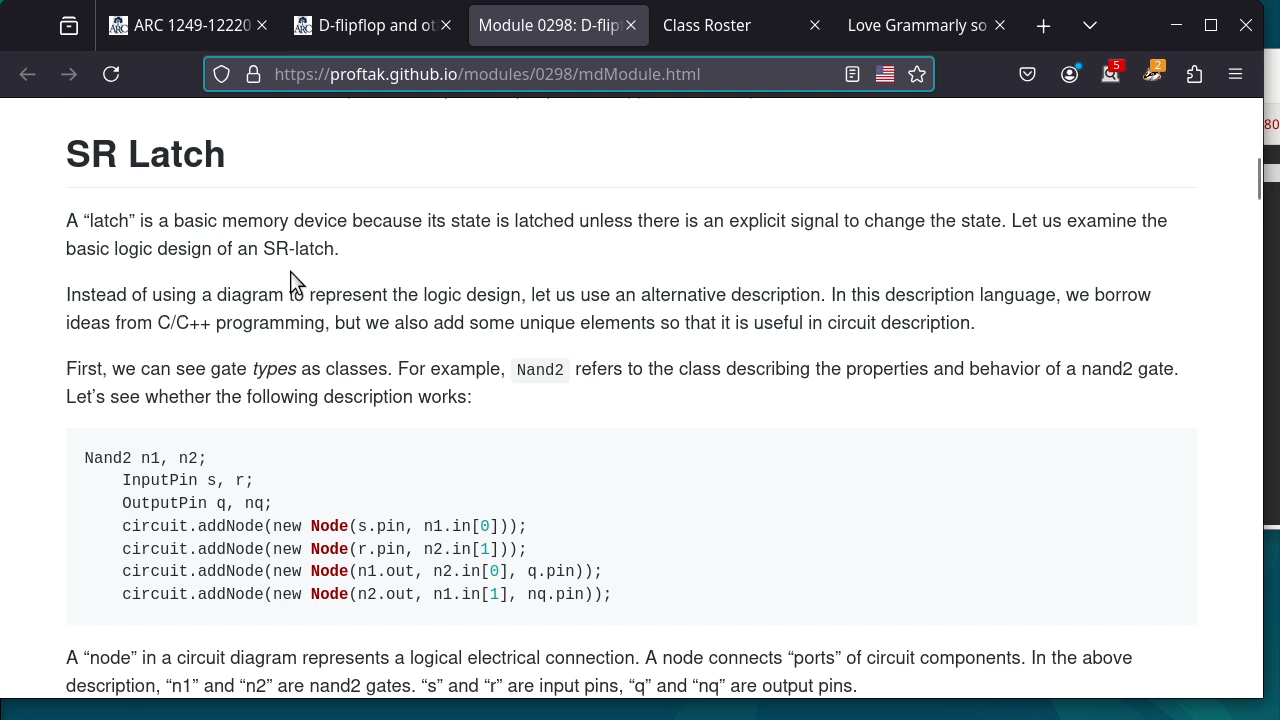 ARC 1249-12220
D-flipflop and ot
Module 0298: D-flip
Class Roster
Love Grammarly so
https://proftak.github.io/modules/0298/mdModule.html
5
2
80
SR Latch
A “latch” is a basic memory device because its state is latched unless there is an explicit signal to change the state. Let us examine the
basic logic design of an SR-latch.
Instead of using a diagram represent the logic design, let us use an alternative description. In this description language, we borrow
ideas from C/C++ programming, but we also add some unique elements so that it is useful in circuit description.
First, we can see gate types as classes. For example, Nand2 refers to the class describing the properties and behavior of a nand2 gate.
Let’s see whether the following description works:
Nand2 n1, n2;
InputPin s, r;
OutputPin q, nq;
circuit.addNode(new Node(s.pin, n1.in[0]));
circuit.addNode(new Node(r.pin, n2.in[1]));
circuit.addNode(new Node(n1.out, n2.in[0], q.pin));
circuit.addNode(new Node(n2.out, n1.in[1], nq.pin));
A “node” in a circuit diagram represents a logical electrical connection. A node connects “ports” of circuit components. In the above
description, “n1” and “n2” are nand2 gates. “s” and “r” are input pins, “q” and “nq” are output pins.